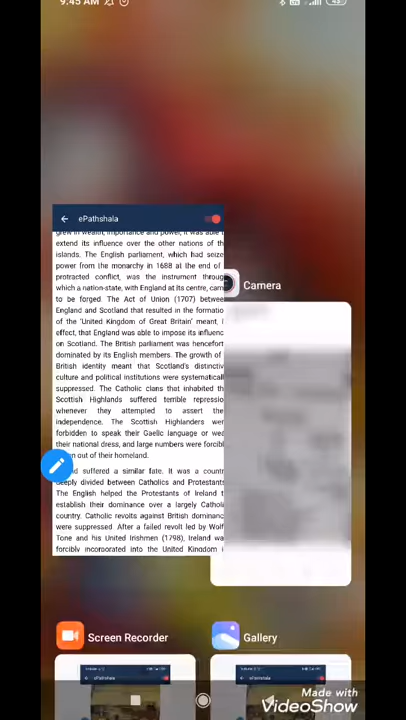 9:45 AM
ePathshala
grew in wealth, importance and power, it was able
extend its influence over the other nations of th
islands. The English parliament, which had seize
power from the monarchy in 1688 at the end of
protracted conflict, was the instrument throug
which a nation-state, with England at its centre, cam
to be forged. The Act of Union (1707) betwee
England and Scotland that resulted in the formatio
of the 'United Kingdom of Great Britain' meant, i
effect, that England was able to impose its influenc
on Scotland. The British parliament was hencefort
dominated by its English members. The growth of
British identity meant that Scotland's distinctiv
culture and political institutions were systematicall
suppressed. The Catholic clans that inhabited th
Scottish Highlands suffered terrible repressio
whenever they attempted to assert the
independence. The Scottish Highlanders wer
forbidden to speak their Gaelic language or wea
their national dress, and large numbers were forcibl
en out of their homeland.
d suffered a similar fate. It was a countr
deeply divided between Catholics and Protestants
The English helped the Protestants of Ireland t
establish their dominance over a largely Catholi
country. Catholic revolts against British dominanc
were suppressed. After a failed revolt led by Wolf
Tone and his United Irishmen (1798), Ireland wa
forcibly incorporated into the United Kingdom i
Camera
Screen Recorder
Gallery
Made with
VideoShow